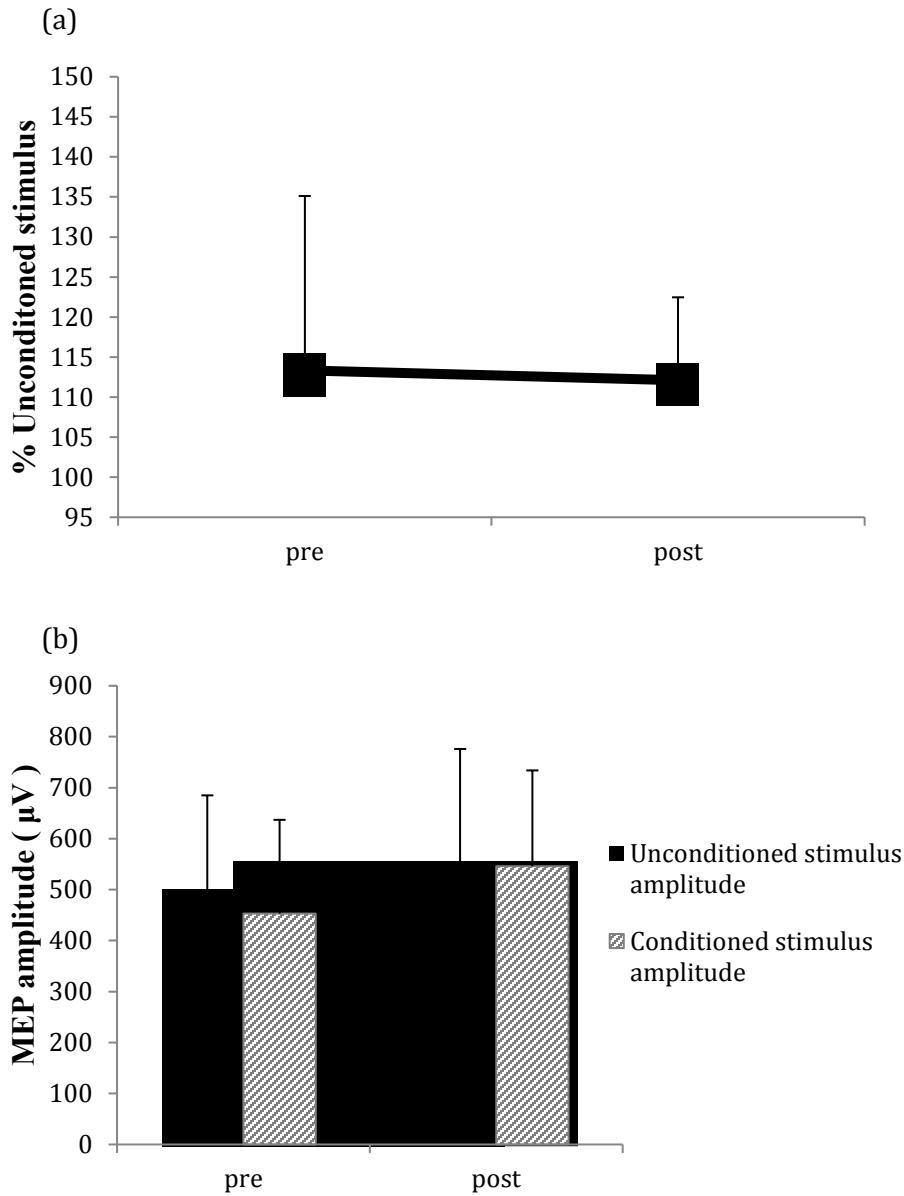 (a)
150
145
140
135
130
125
120
115
110
105
100
95
% Unconditoned stimulus
pre post
(b)
900
800
700
600
500
400
300
200
100
0
MEP amplitude ( µV )
pre post
Unconditioned stimulus
amplitude
Conditioned stimulus
amplitude